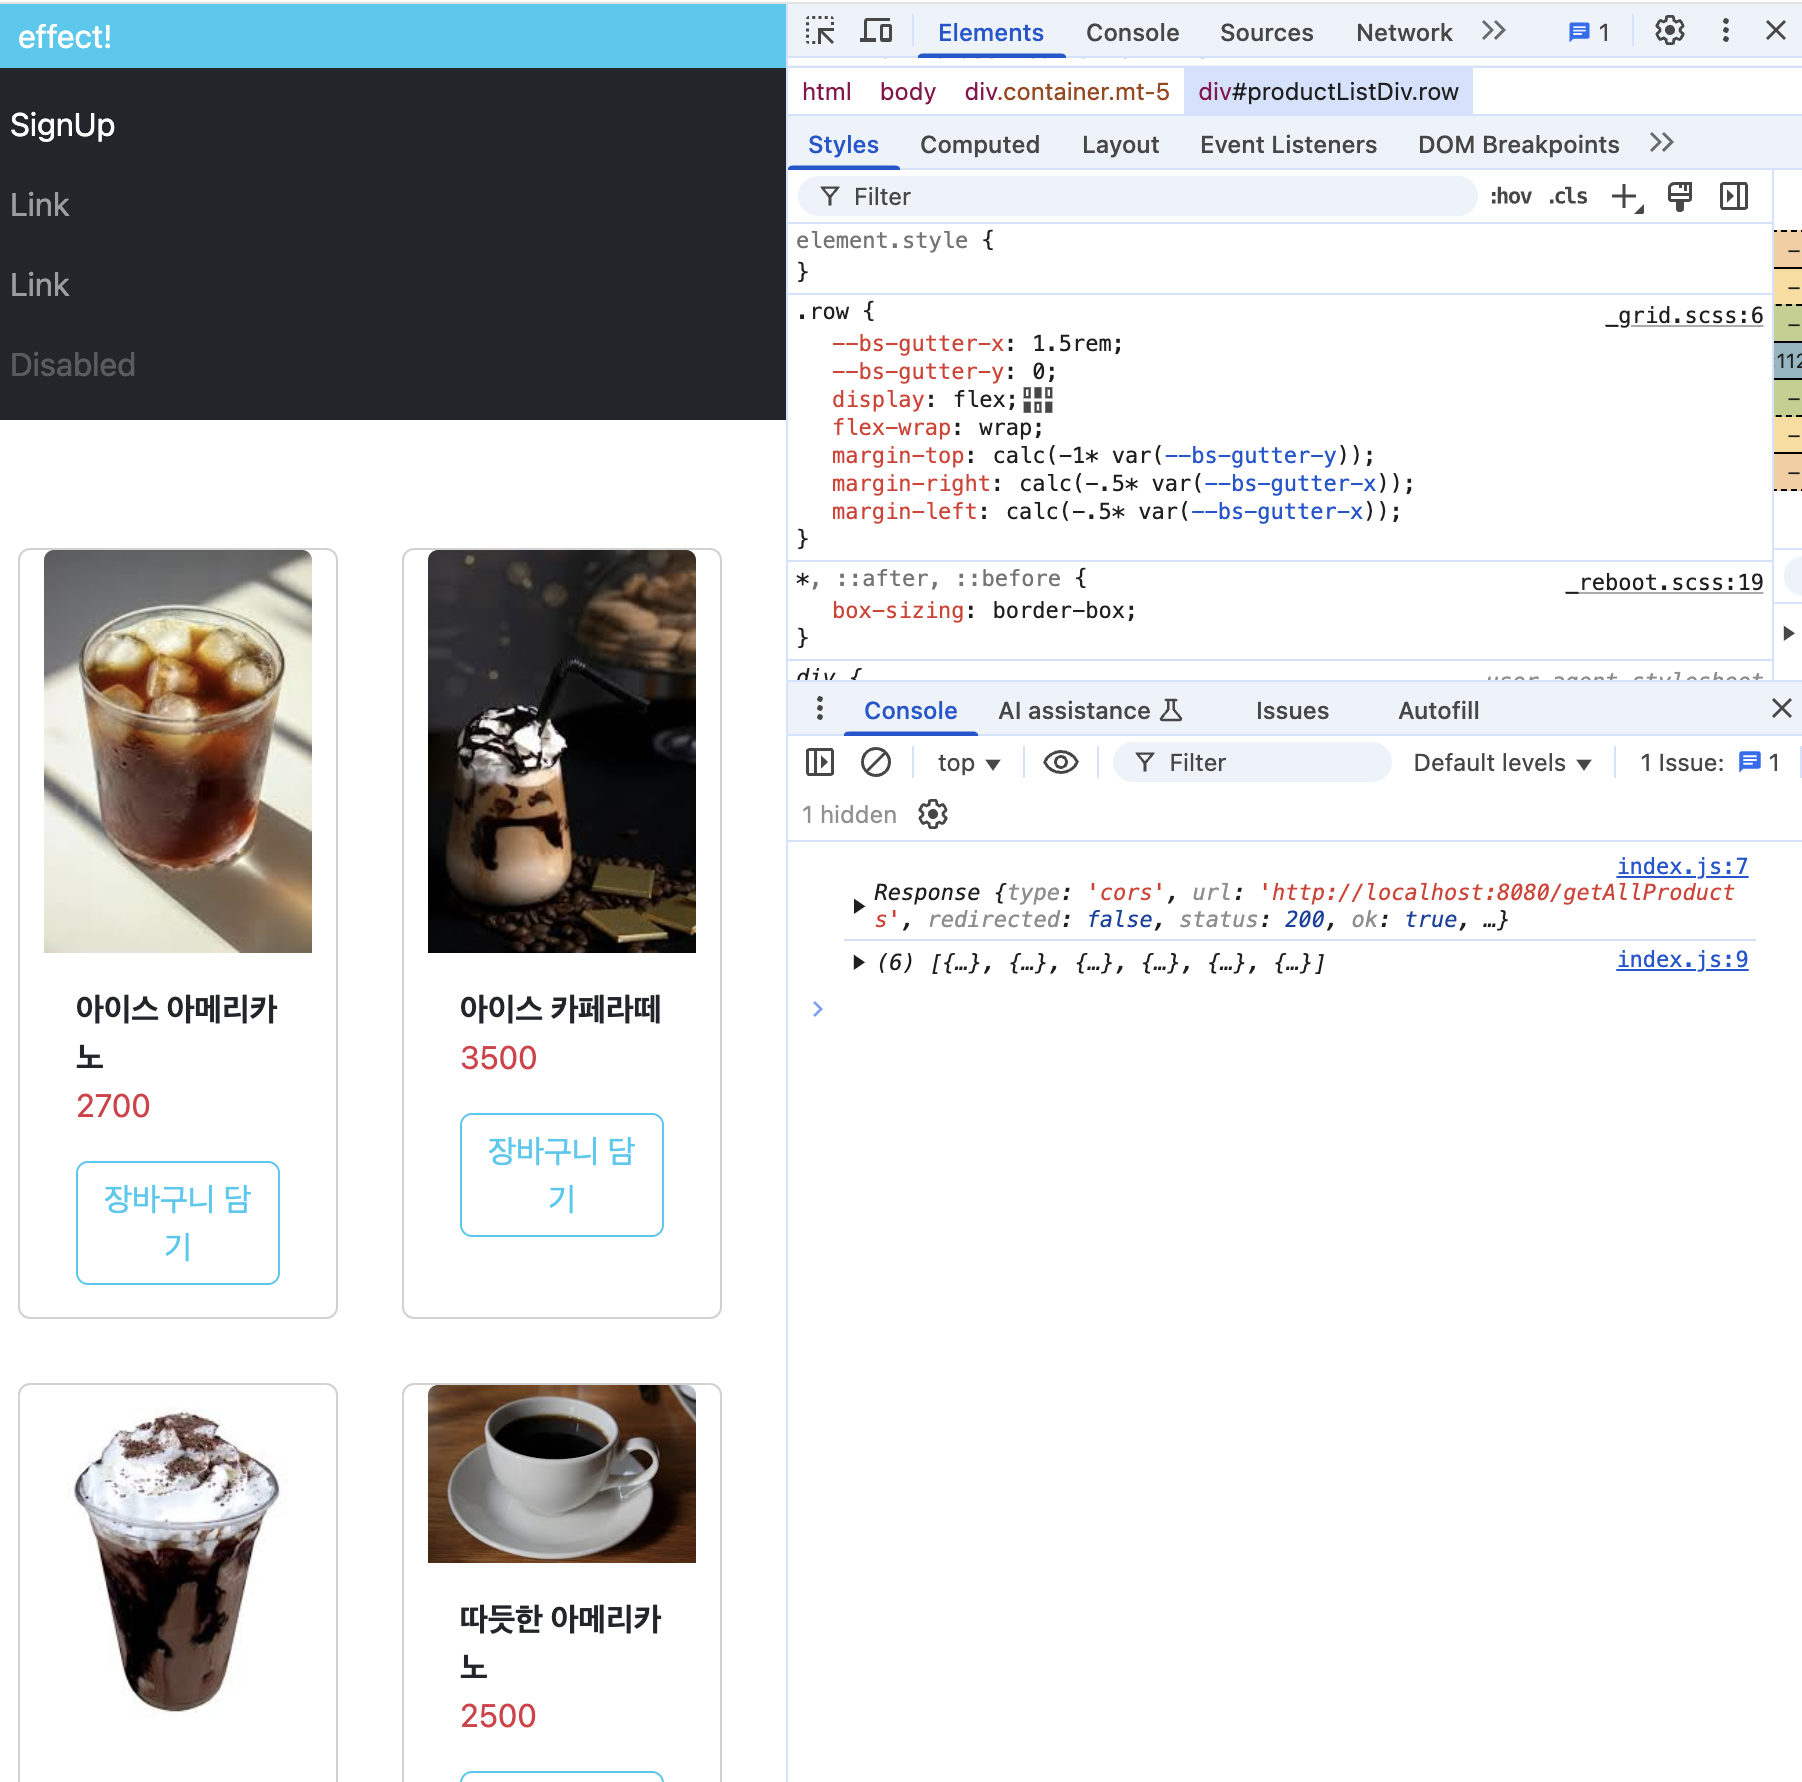 effect!
SignUp
Link
Link
Disabled
아이스 아메리카
노
2700
장바구니 담
기
아이스 카페라떼
3500
장바구니 담
기
따듯한 아메리카
노
2500
Elements Console Sources Network 1
html body div.container.mt-5 div#productListDiv.row
Styles Computed Layout Event Listeners DOM Breakpoints
Filter :hov .cls
element.style {
}
.row { _grid.scss:6
--bs-gutter-x: 1.5rem;
--bs-gutter-y: 0;
display: flex;
flex-wrap: wrap;
margin-top: calc(-1* var(--bs-gutter-y));
margin-right: calc(-.5* var(--bs-gutter-x));
margin-left: calc(-.5* var(--bs-gutter-x));
}
*, ::after, ::before { _reboot.scss:19
box-sizing: border-box;
}
div { user agent stylesheet
112
Console AI assistance Issues Autofill
top Filter Default levels 1 Issue: 1
1 hidden
index.js:7
Response {type: 'cors', url: 'http://localhost:8080/getAllProduct
s', redirected: false, status: 200, ok: true, …}
(6) [{…}, {…}, {…}, {…}, {…}, {…}] index.js:9